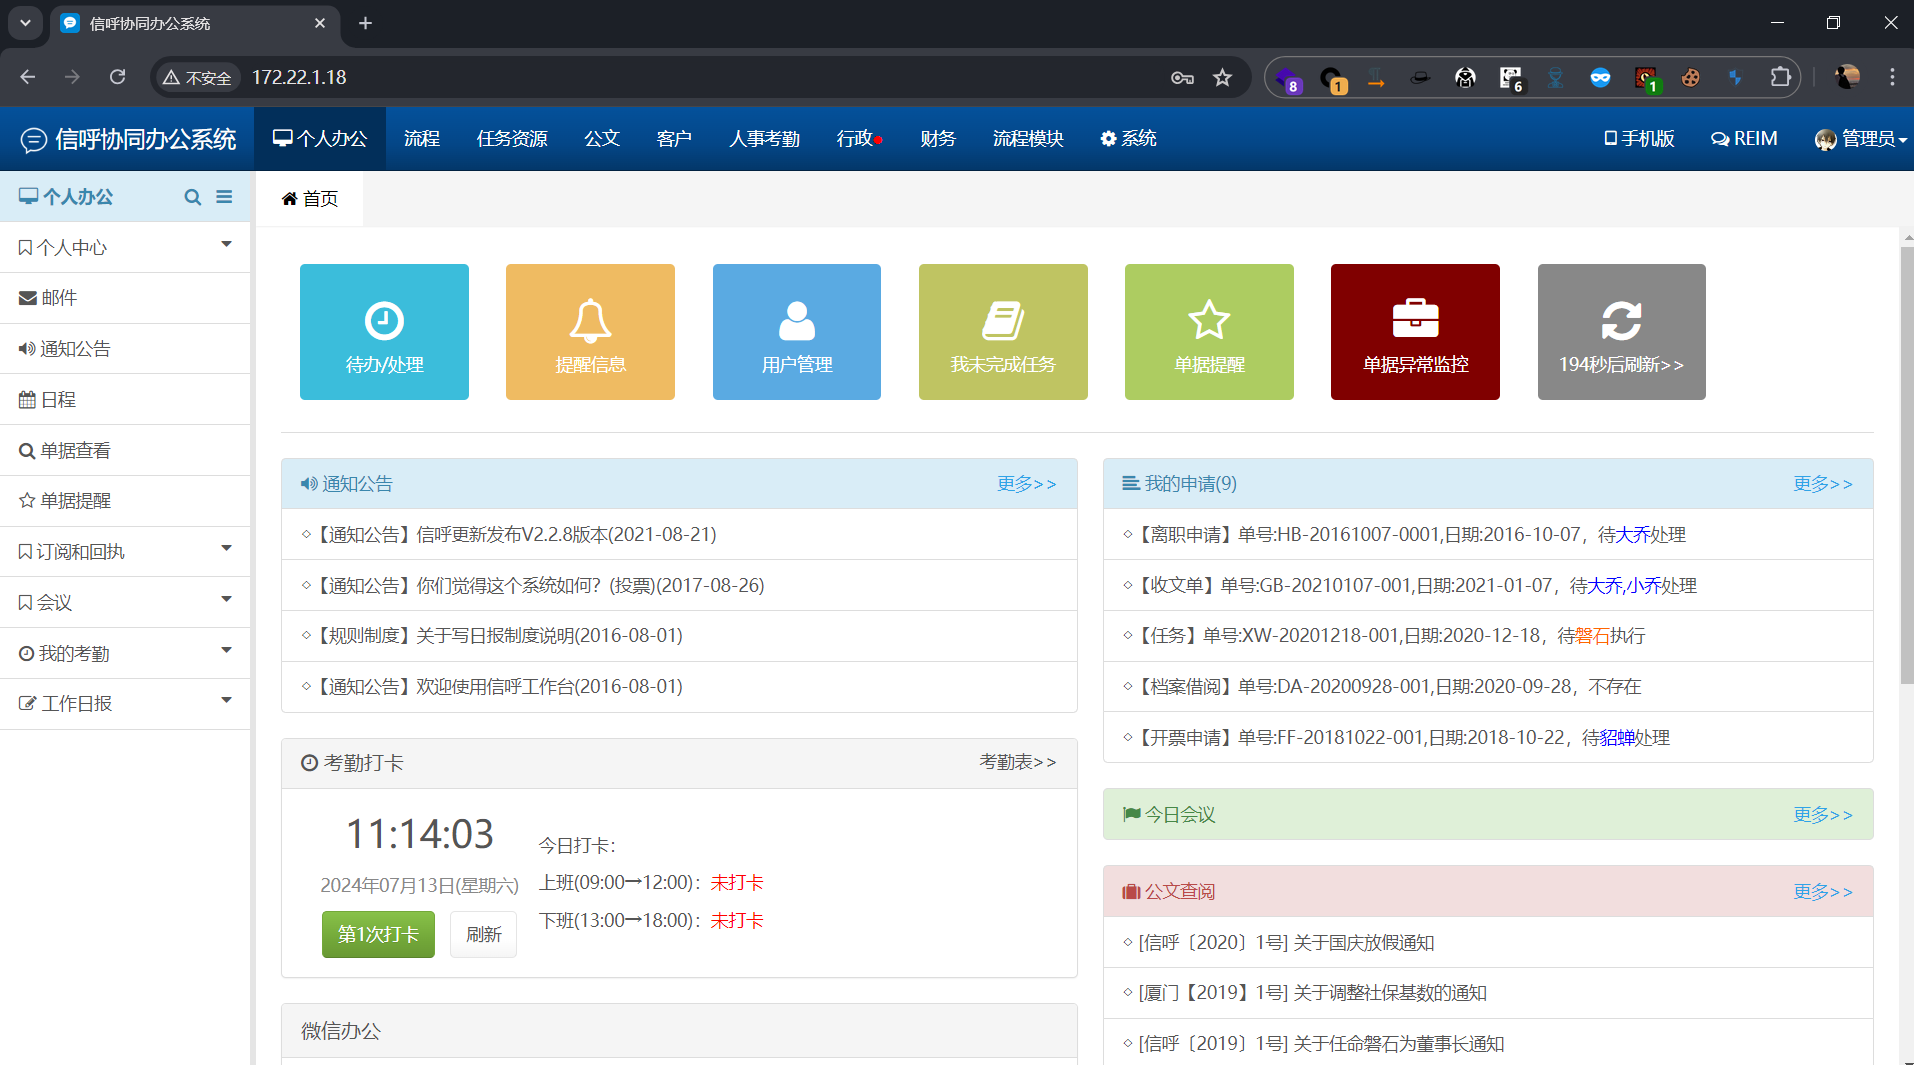 信呼协同办公系统
不安全 172.22.1.18
8 1 6 1
信呼协同办公系统 个人办公 流程 任务资源 公文 客户 人事考勤 行政 财务 流程模块 系统 手机版 REIM 管理员
个人办公
首页
个人中心
邮件
通知公告
日程
单据查看
单据提醒
订阅和回执
会议
我的考勤
工作日报
待办/处理 提醒信息 用户管理 我未完成任务 单据提醒 单据异常监控 194秒后刷新>>
通知公告 更多>>
◇【通知公告】信呼更新发布V2.2.8版本(2021-08-21)
◇【通知公告】你们觉得这个系统如何？(投票)(2017-08-26)
◇【规则制度】关于写日报制度说明(2016-08-01)
◇【通知公告】欢迎使用信呼工作台(2016-08-01)
考勤打卡 考勤表>>
11:14:03
2024年07月13日(星期六)
第1次打卡 刷新
今日打卡：
上班(09:00→12:00)：未打卡
下班(13:00→18:00)：未打卡
微信办公
我的申请(9) 更多>>
◇【离职申请】单号:HB-20161007-0001,日期:2016-10-07，待大乔处理
◇【收文单】单号:GB-20210107-001,日期:2021-01-07，待大乔,小乔处理
◇【任务】单号:XW-20201218-001,日期:2020-12-18，待磐石执行
◇【档案借阅】单号:DA-20200928-001,日期:2020-09-28，不存在
◇【开票申请】单号:FF-20181022-001,日期:2018-10-22，待貂蝉处理
今日会议 更多>>
公文查阅 更多>>
◇ [信呼〔2020〕1号] 关于国庆放假通知
◇ [厦门【2019】1号] 关于调整社保基数的通知
◇ [信呼〔2019〕1号] 关于任命磐石为董事长通知